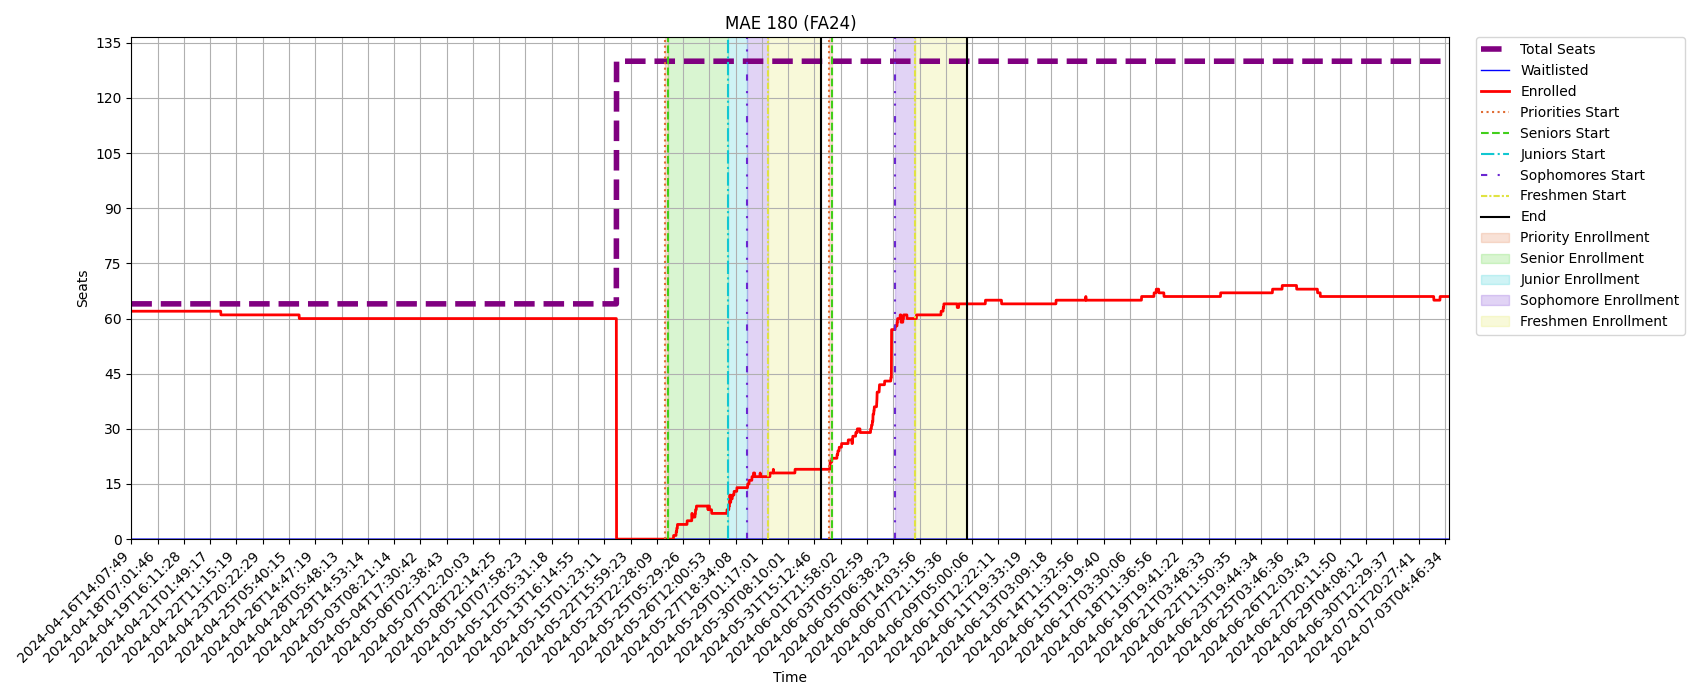 MAE 180 (FA24)
135
120
105
90
75
60
45
30
15
0
Seats
2024-04-16T14:07:49
2024-04-18T07:01:46
2024-04-19T16:11:28
2024-04-21T01:49:17
2024-04-22T11:15:19
2024-04-23T20:22:29
2024-04-25T05:40:15
2024-04-26T14:47:19
2024-04-28T05:48:13
2024-04-29T14:53:14
2024-05-03T08:21:14
2024-05-04T17:30:42
2024-05-06T02:38:43
2024-05-07T12:20:03
2024-05-08T22:14:25
2024-05-10T07:58:23
2024-05-12T05:31:18
2024-05-13T16:14:55
2024-05-15T01:23:11
2024-05-22T15:59:23
2024-05-23T22:28:09
2024-05-25T05:29:26
2024-05-26T12:00:53
2024-05-27T18:34:08
2024-05-29T01:17:01
2024-05-30T08:10:01
2024-05-31T15:12:46
2024-06-01T21:58:02
2024-06-03T05:02:59
2024-06-05T06:38:23
2024-06-06T14:03:56
2024-06-07T21:15:36
2024-06-09T05:00:06
2024-06-10T12:22:11
2024-06-11T19:33:19
2024-06-13T03:09:18
2024-06-14T11:32:56
2024-06-15T19:19:40
2024-06-17T03:30:06
2024-06-18T11:36:56
2024-06-19T19:41:22
2024-06-21T03:48:33
2024-06-22T11:50:35
2024-06-23T19:44:34
2024-06-25T03:46:36
2024-06-26T12:03:43
2024-06-27T20:11:50
2024-06-29T04:08:12
2024-06-30T12:29:37
2024-07-01T20:27:41
2024-07-03T04:46:34
Time
Total Seats
Waitlisted
Enrolled
Priorities Start
Seniors Start
Juniors Start
Sophomores Start
Freshmen Start
End
Priority Enrollment
Senior Enrollment
Junior Enrollment
Sophomore Enrollment
Freshmen Enrollment